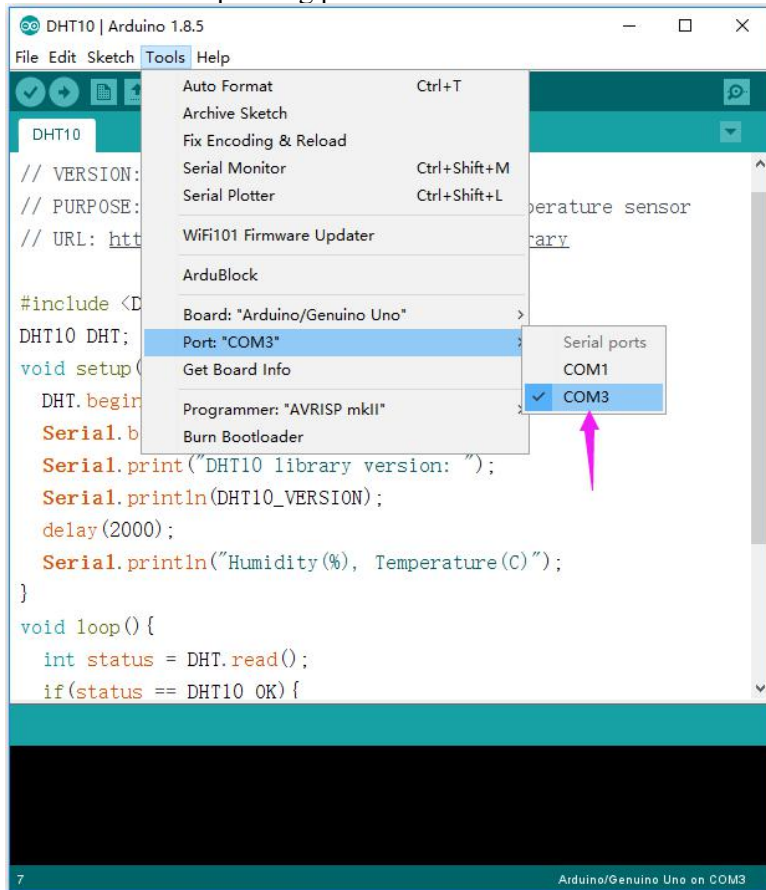 DHT10 | Arduino 1.8.5
File Edit Sketch Tools Help
DHT10
Auto Format Ctrl+T
Archive Sketch
Fix Encoding & Reload
Serial Monitor Ctrl+Shift+M
Serial Plotter Ctrl+Shift+L
WiFi101 Firmware Updater
ArduBlock
Board: "Arduino/Genuino Uno" >
Port: "COM3"
Get Board Info
Programmer: "AVRISP mkII"
Burn Bootloader
Serial ports
COM1
COM3
// VERSION:
// PURPOSE: perature sensor
// URL: htt rary
#include <D
DHT10 DHT;
void setup(
DHT.begin
Serial.b
Serial.print("DHT10 library version: ");
Serial.println(DHT10_VERSION);
delay(2000);
Serial.println("Humidity(%), Temperature(C)");
}
void loop(){
int status = DHT.read();
if(status == DHT10_OK){
7 Arduino/Genuino Uno on COM3